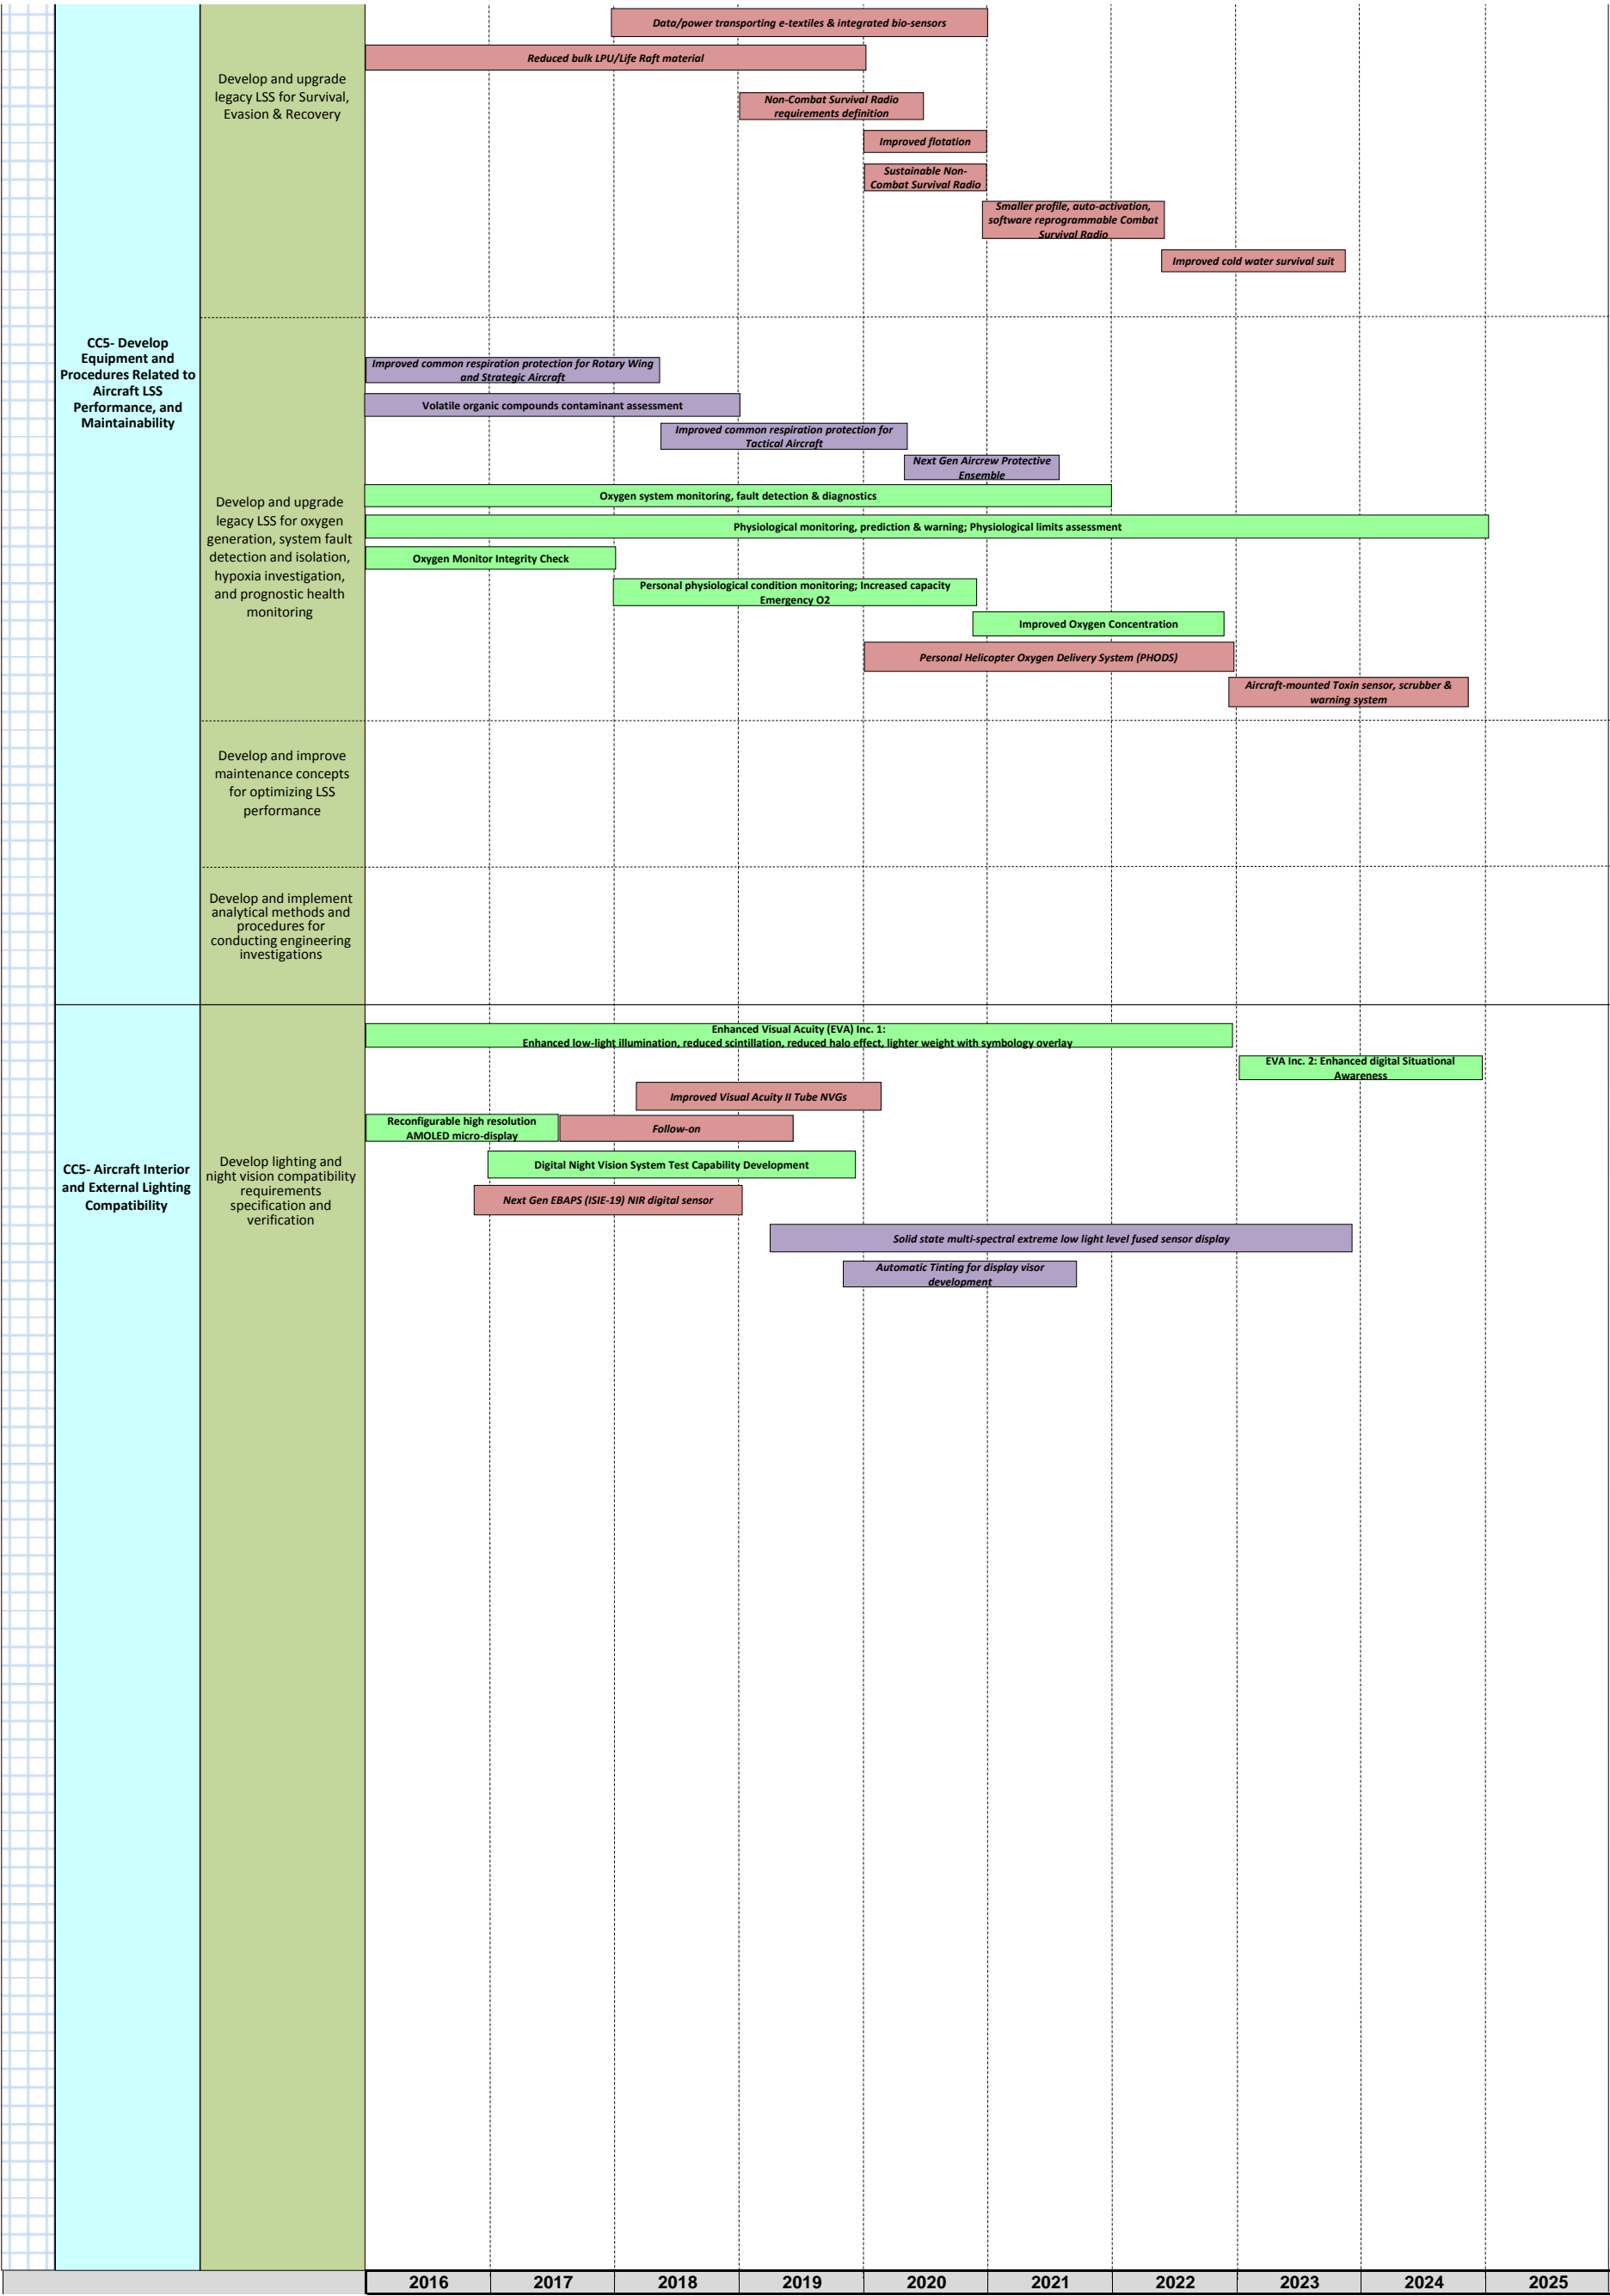 Data/power transporting e-textiles & integrated bio-sensors
Reduced bulk LPU/Life Raft material
Develop and upgrade
legacy LSS for Survival,
Evasion & Recovery
Non-Combat Survival Radio
requirements definition
Improved flotation
Sustainable Non-
Combat Survival Radio
Smaller profile, auto-activation,
software reprogrammable Combat
Survival Radio
Improved cold water survival suit
CC5- Develop
Equipment and
Procedures Related to
Aircraft LSS
Performance, and
Maintainability
Improved common respiration protection for Rotary Wing
and Strategic Aircraft
Volatile organic compounds contaminant assessment
Improved common respiration protection for
Tactical Aircraft
Next Gen Aircrew Protective
Ensemble
Develop and upgrade
legacy LSS for oxygen
generation, system fault
detection and isolation,
hypoxia investigation,
and prognostic health
monitoring
Oxygen system monitoring, fault detection & diagnostics
Physiological monitoring, prediction & warning; Physiological limits assessment
Oxygen Monitor Integrity Check
Personal physiological condition monitoring; Increased capacity
Emergency O2
Improved Oxygen Concentration
Personal Helicopter Oxygen Delivery System (PHODS)
Aircraft-mounted Toxin sensor, scrubber &
warning system
Develop and improve
maintenance concepts
for optimizing LSS
performance
Develop and implement
analytical methods and
procedures for
conducting engineering
investigations
Enhanced Visual Acuity (EVA) Inc. 1:
Enhanced low-light illumination, reduced scintillation, reduced halo effect, lighter weight with symbology overlay
EVA Inc. 2: Enhanced digital Situational
Awareness
Improved Visual Acuity II Tube NVGs
Reconfigurable high resolution
AMOLED micro-display
Follow-on
CC5- Aircraft Interior
and External Lighting
Compatibility
Develop lighting and
night vision compatibility
requirements
specification and
verification
Digital Night Vision System Test Capability Development
Next Gen EBAPS (ISIE-19) NIR digital sensor
Solid state multi-spectral extreme low light level fused sensor display
Automatic Tinting for display visor
development
2016 2017 2018 2019 2020 2021 2022 2023 2024 2025